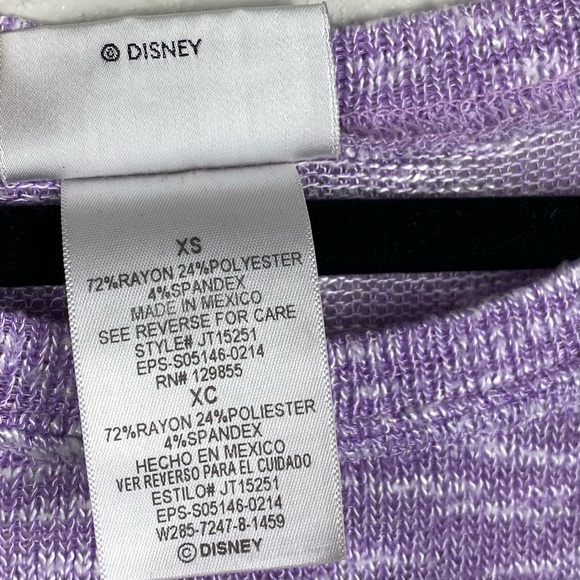 © DISNEY
XS
72%RAYON 24%POLYESTER
4%SPANDEX
MADE IN MEXICO
SEE REVERSE FOR CARE
STYLE# JT15251
EPS-S05146-0214
RN# 129855
XC
72%RAYON 24%POLIESTER
4%SPANDEX
HECHO EN MEXICO
VER REVERSO PARA EL CUIDADO
ESTILO# JT15251
EPS-S05146-0214
W285-7247-8-1459
© DISNEY